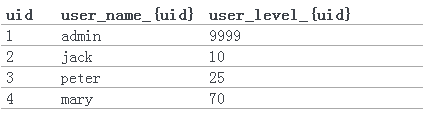 uid user_name_{uid} user_level_{uid}
1 admin 9999
2 jack 10
3 peter 25
4 mary 70